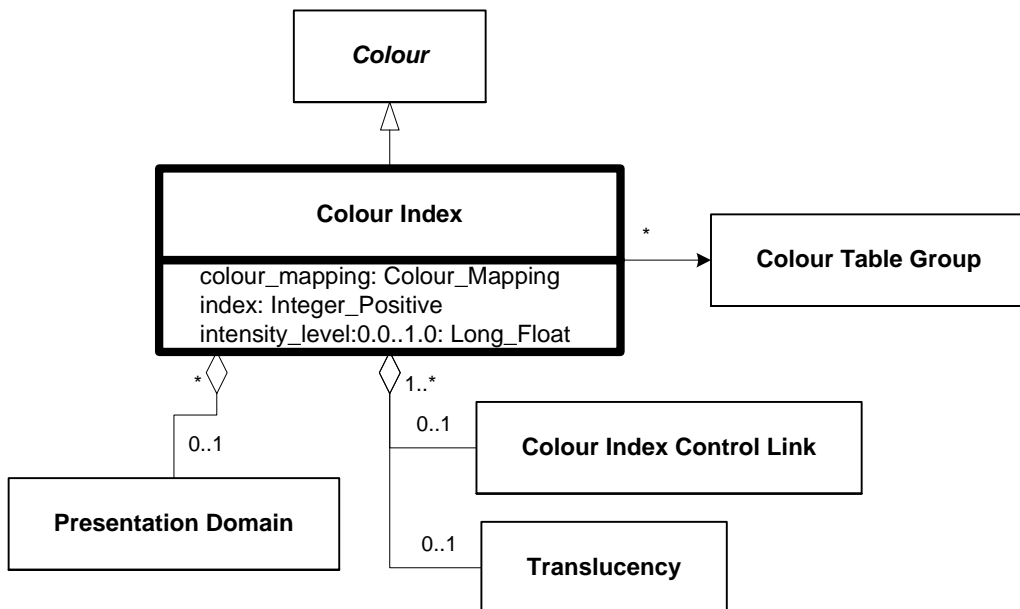 Colour
Colour Index
colour_mapping: Colour_Mapping
index: Integer_Positive
intensity_level:0.0..1.0: Long_Float
*
Colour Table Group
*
1..*
0..1
0..1
Colour Index Control Link
Presentation Domain
0..1
Translucency